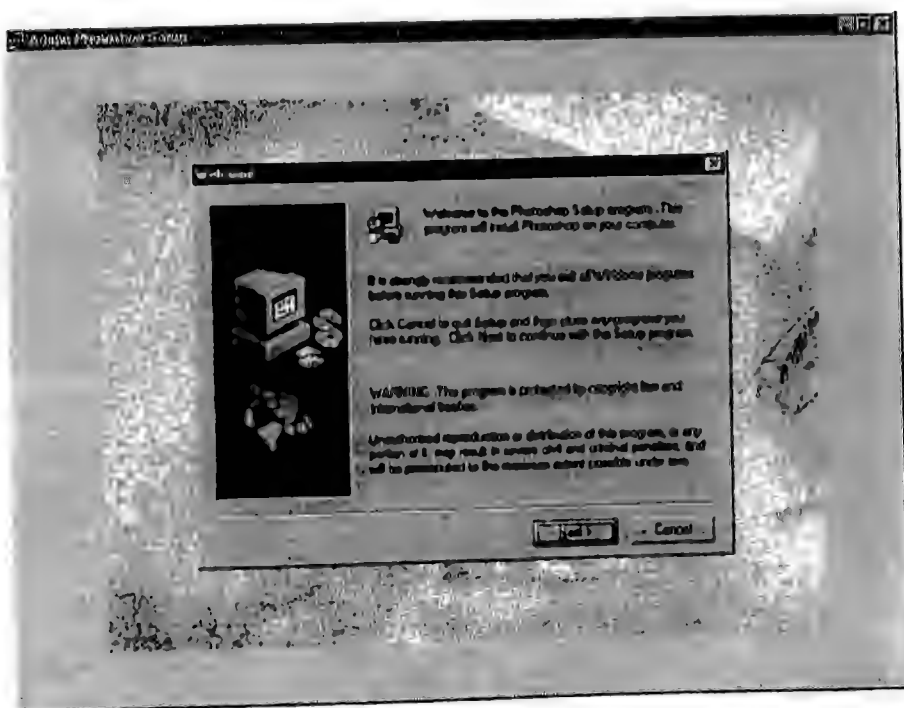 Adobe Photoshop Setup
Welcome
Welcome to the Photoshop Setup program. This
program will install Photoshop on your computer.
It is strongly recommended that you exit all Windows programs
before running this Setup program.
Click Cancel to quit Setup and then close any programs you
have running. Click Next to continue with the Setup program.
WARNING: This program is protected by copyright law and
international treaties.
Unauthorized reproduction or distribution of this program, or any
portion of it, may result in severe civil and criminal penalties, and
will be prosecuted to the maximum extent possible under law.
Next >
Cancel